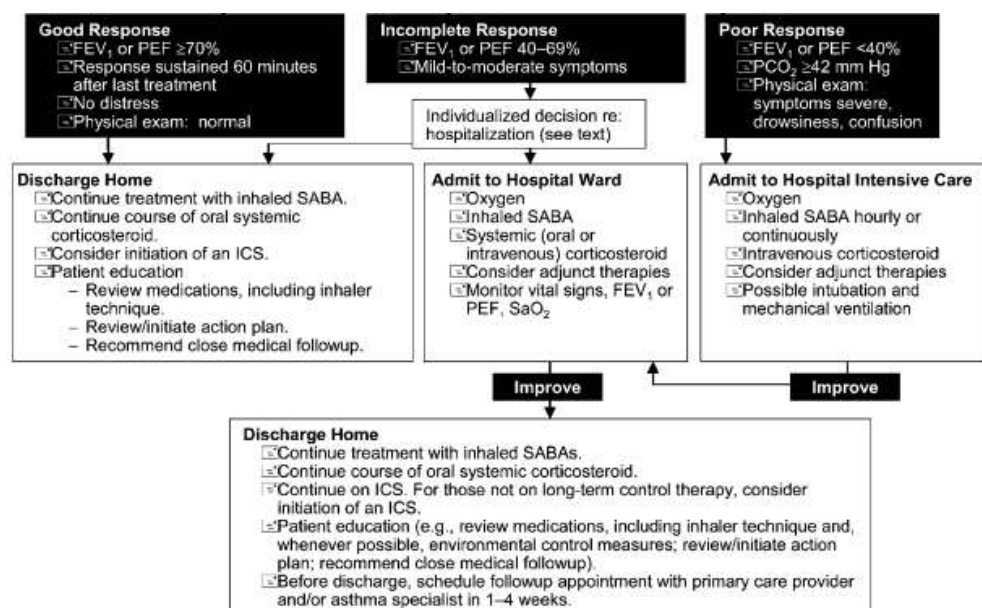 Good Response
FEV₁ or PEF ≥70%
Response sustained 60 minutes
after last treatment
No distress
Physical exam: normal
Incomplete Response
FEV₁ or PEF 40–69%
Mild-to-moderate symptoms
Poor Response
FEV₁ or PEF <40%
PCO₂ ≥42 mm Hg
Physical exam:
symptoms severe,
drowsiness, confusion
Individualized decision re:
hospitalization (see text)
Discharge Home
Continue treatment with inhaled SABA.
Continue course of oral systemic
corticosteroid.
Consider initiation of an ICS.
Patient education
– Review medications, including inhaler
technique.
– Review/initiate action plan.
– Recommend close medical followup.
Admit to Hospital Ward
Oxygen
Inhaled SABA
Systemic (oral or
intravenous) corticosteroid
Consider adjunct therapies
Monitor vital signs, FEV₁ or
PEF, SaO₂
Admit to Hospital Intensive Care
Oxygen
Inhaled SABA hourly or
continuously
Intravenous corticosteroid
Consider adjunct therapies
Possible intubation and
mechanical ventilation
Improve
Improve
Discharge Home
Continue treatment with inhaled SABAs.
Continue course of oral systemic corticosteroid.
Continue on ICS. For those not on long-term control therapy, consider
initiation of an ICS.
Patient education (e.g., review medications, including inhaler technique and,
whenever possible, environmental control measures; review/initiate action
plan; recommend close medical followup).
Before discharge, schedule followup appointment with primary care provider
and/or asthma specialist in 1–4 weeks.